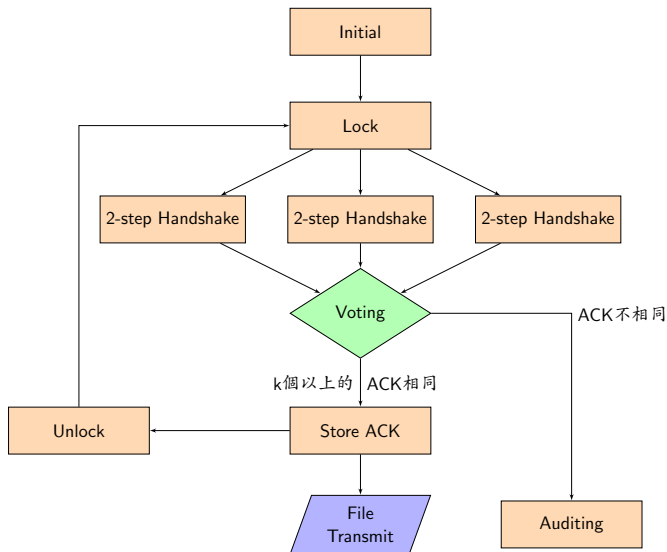 Initial
Lock
2-step Handshake
2-step Handshake
2-step Handshake
Voting
ACK不相同
k個以上的 ACK相同
Unlock
Store ACK
File
Transmit
Auditing